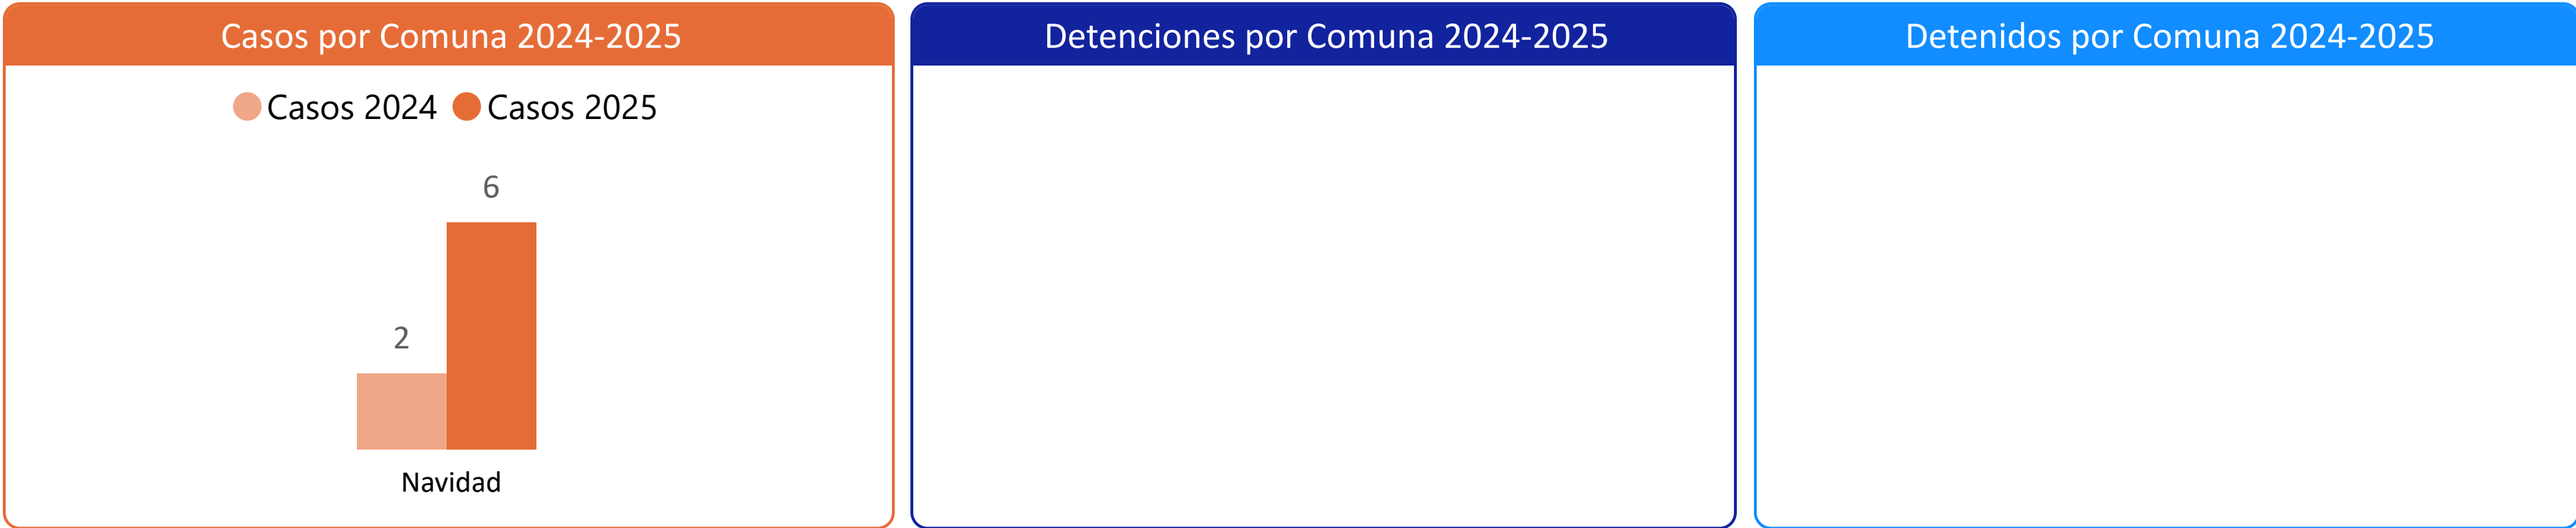 Casos por Comuna 2024-2025
Casos 2024 Casos 2025
6
2
Navidad
Detenciones por Comuna 2024-2025
Detenidos por Comuna 2024-2025